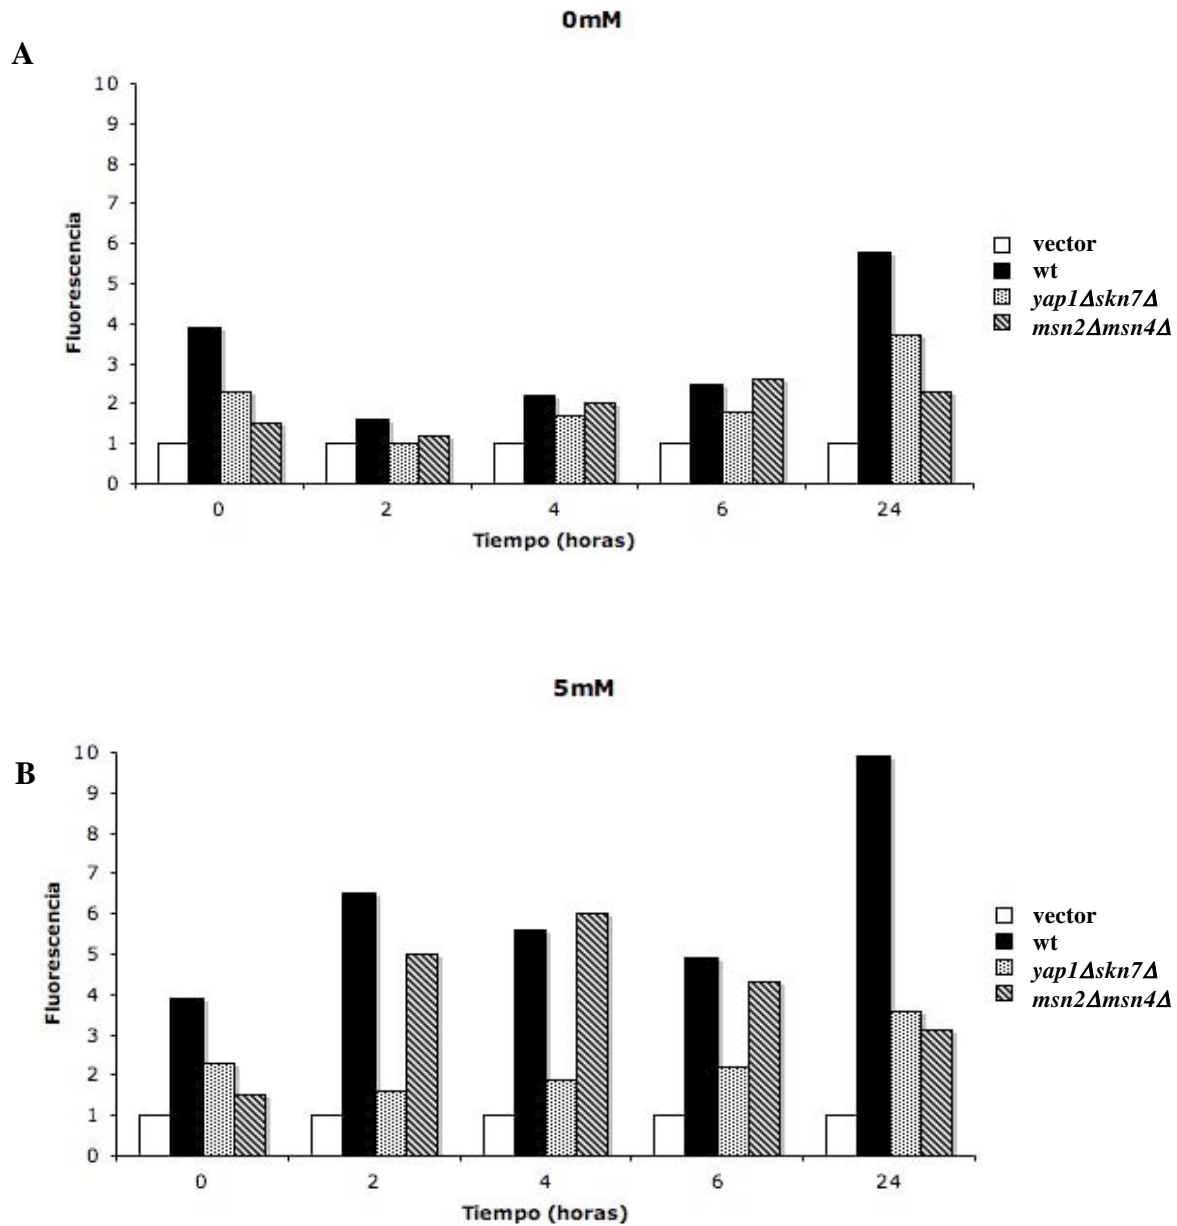 0mM
A
10
9
8
7
6
5
4
3
2
1
0
Fluorescencia
0 2 4 6 24
Tiempo (horas)
vector
wt
yap1Δskn7Δ
msn2Δmsn4Δ
5mM
B
10
9
8
7
6
5
4
3
2
1
0
Fluorescencia
0 2 4 6 24
Tiempo (horas)
vector
wt
yap1Δskn7Δ
msn2Δmsn4Δ